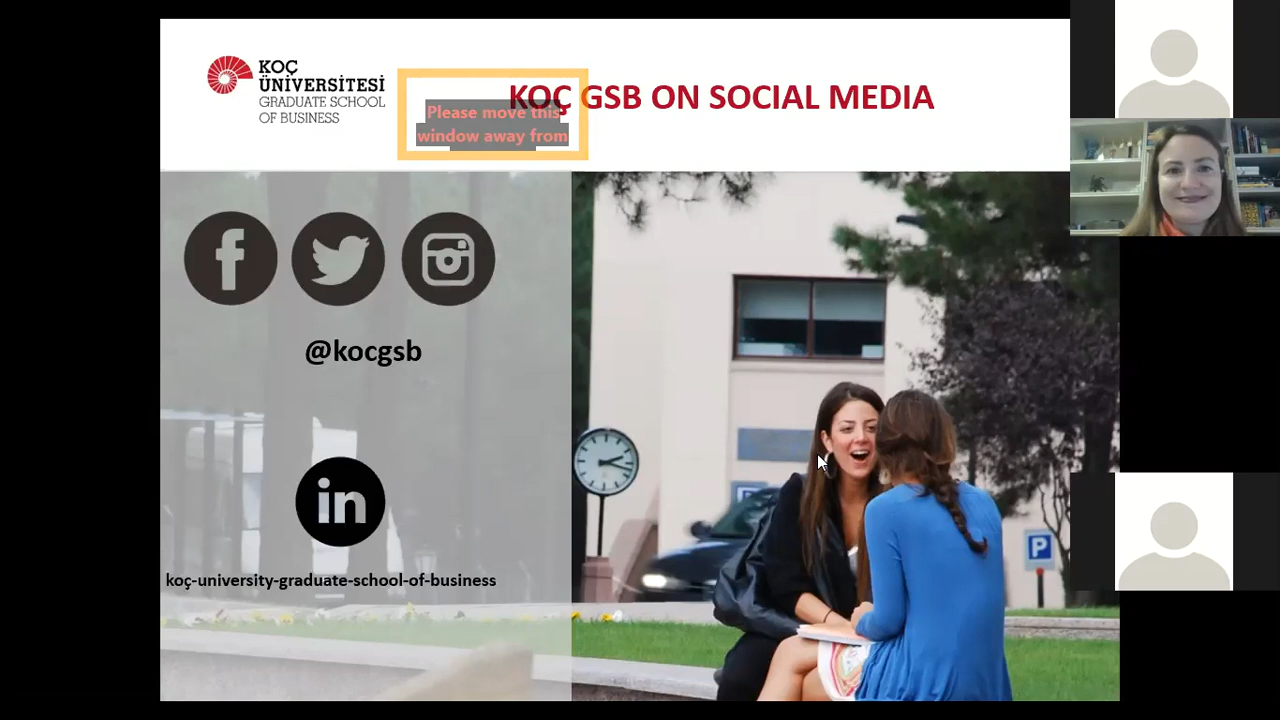 KOÇ
ÜNİVERSİTESİ
GRADUATE SCHOOL
OF BUSINESS
KOÇ GSB ON SOCIAL MEDIA
Please move this
window away from
@kocgsb
in
koç-university-graduate-school-of-business
P